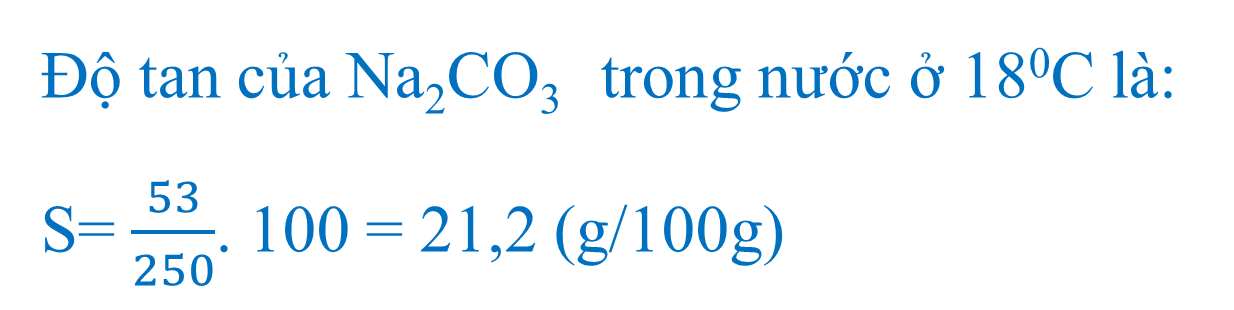 Độ tan của Na₂CO₃ trong nước ở 18⁰C là:
S= 53/250. 100 = 21,2 (g/100g)